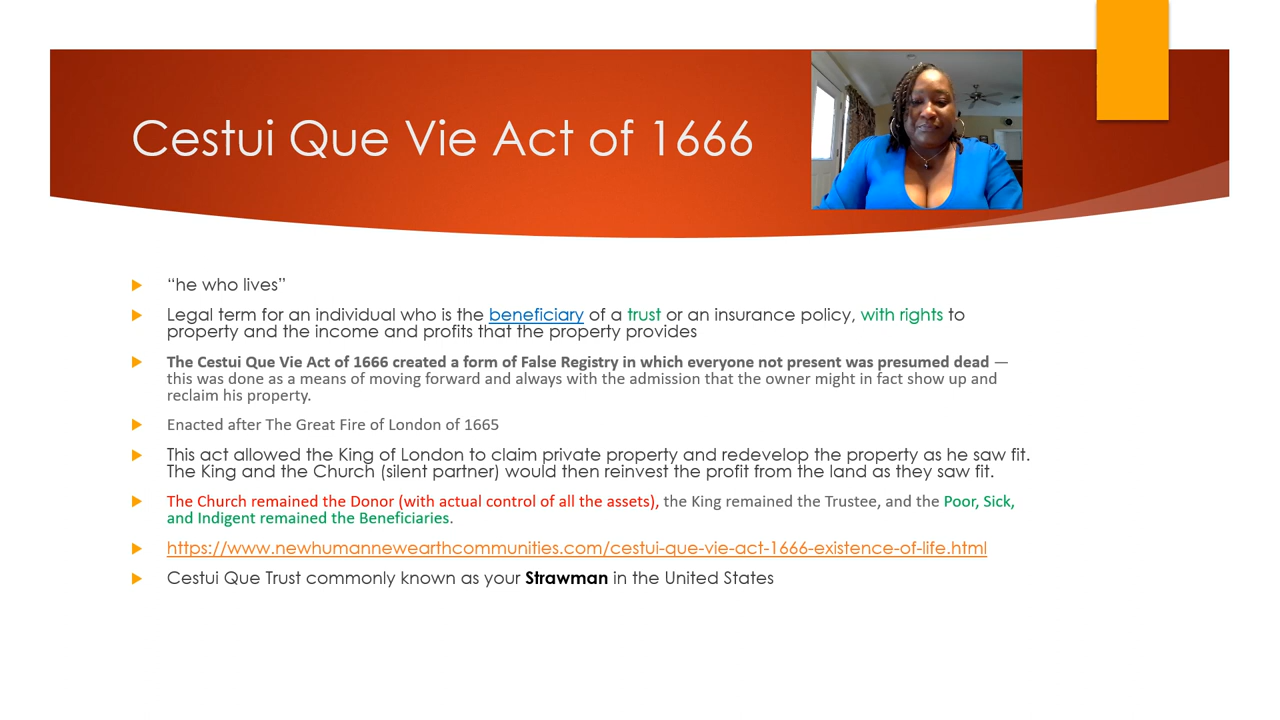 Cestui Que Vie Act of 1666
“he who lives”
Legal term for an individual who is the beneficiary of a trust or an insurance policy, with rights to
property and the income and profits that the property provides
The Cestui Que Vie Act of 1666 created a form of False Registry in which everyone not present was presumed dead —
this was done as a means of moving forward and always with the admission that the owner might in fact show up and
reclaim his property.
Enacted after The Great Fire of London of 1665
This act allowed the King of London to claim private property and redevelop the property as he saw fit.
The King and the Church (silent partner) would then reinvest the profit from the land as they saw fit.
The Church remained the Donor (with actual control of all the assets), the King remained the Trustee, and the Poor, Sick,
and Indigent remained the Beneficiaries.
https://www.newhumannewearthcommunities.com/cestui-que-vie-act-1666-existence-of-life.html
Cestui Que Trust commonly known as your Strawman in the United States